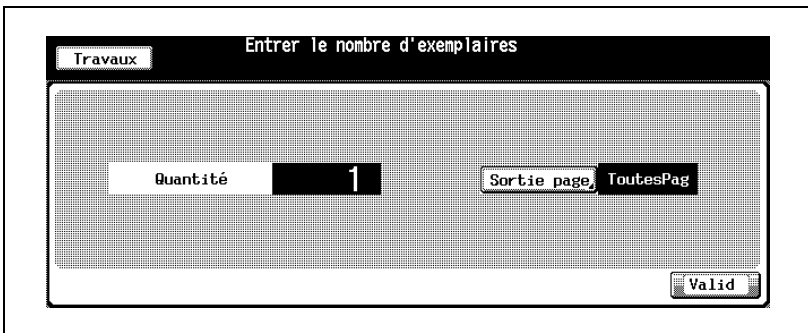 Entrer le nombre d'exemplaires
Travaux
Quantité 1 Sortie page ToutesPag
Valid